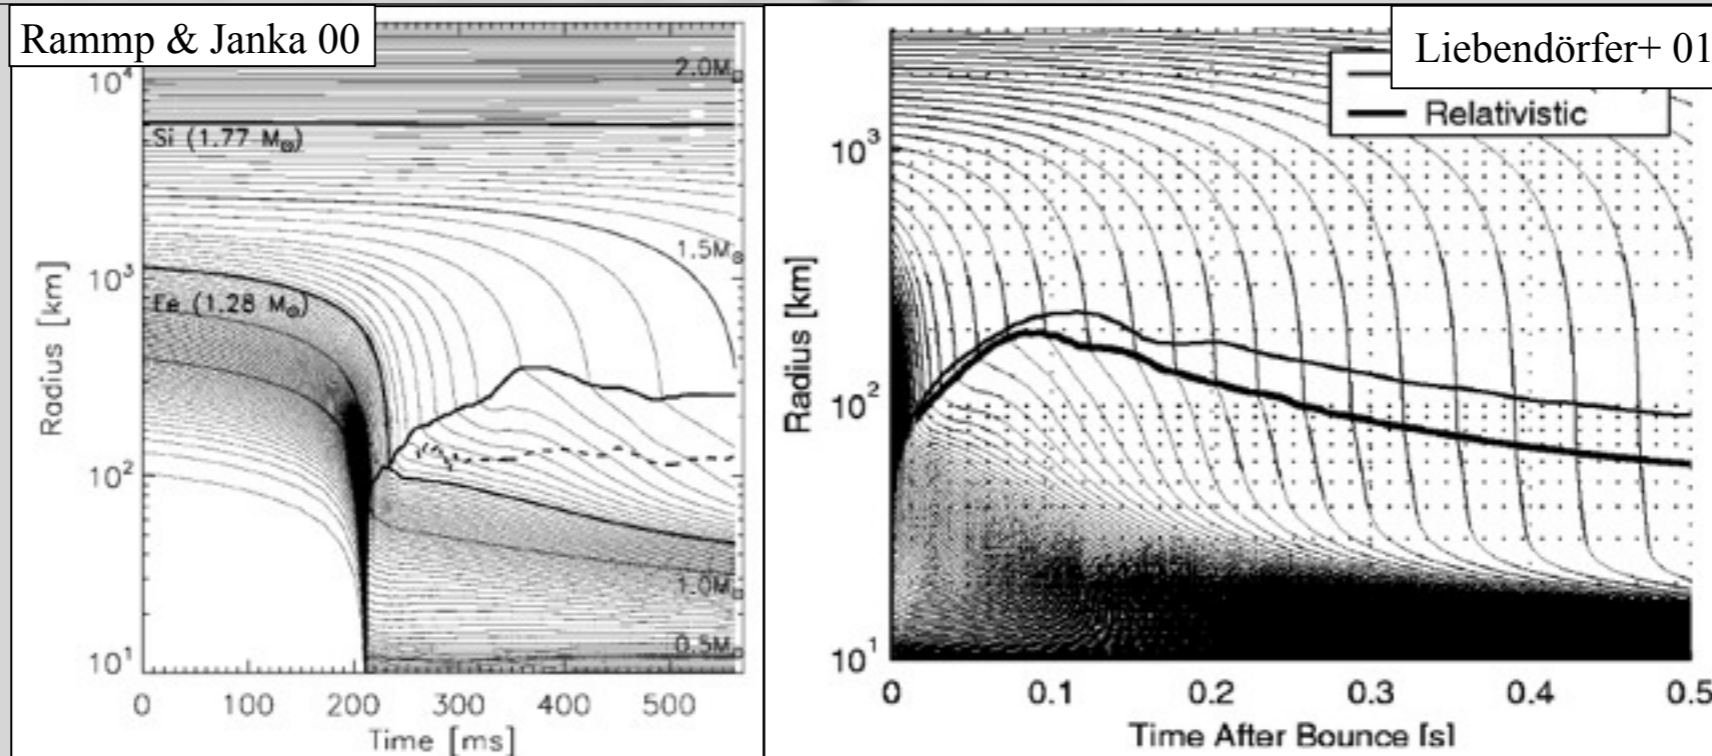 Rammp & Janka 00
2.0M⊙
Si (1.77 M⊙)
1.5M⊙
Fe (1.28 M⊙)
1.0M⊙
0.5M⊙
10⁴
10³
10²
10¹
Radius [km]
0 100 200 300 400 500
Time [ms]
Liebendörfer+ 01
Relativistic
10³
10²
10¹
Radius [km]
0 0.1 0.2 0.3 0.4 0.5
Time After Bounce [s]